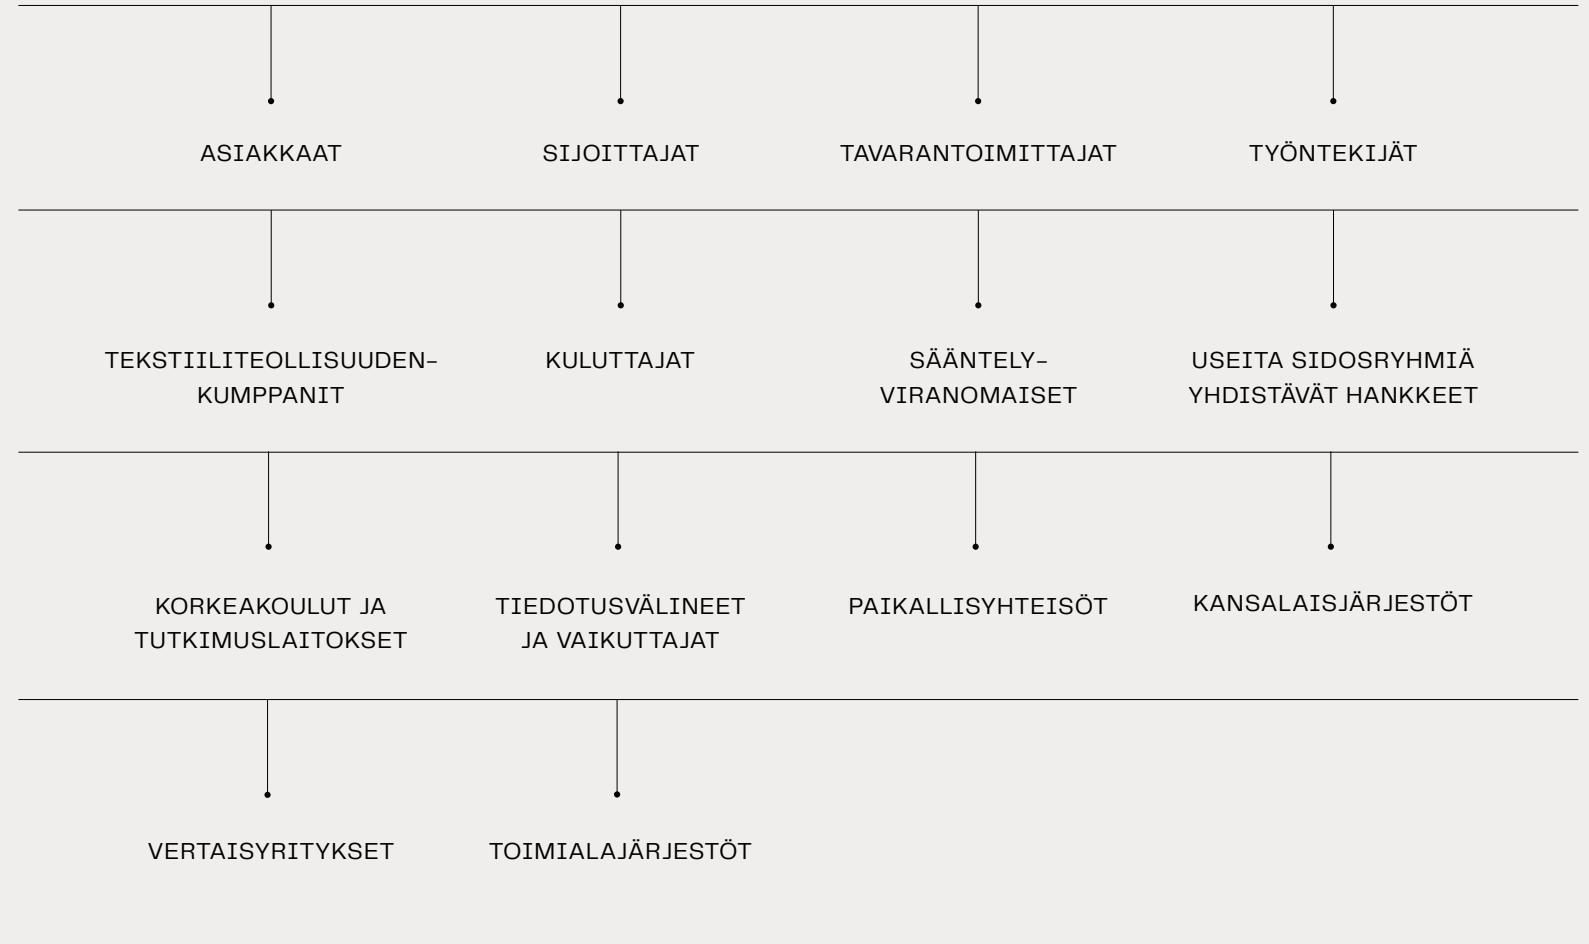 ASIAKKAAT
SIJOITTAJAT
TAVARANTOIMITTAJAT
TYÖNTEKIJÄT
TEKSTIILITEOLLISUUDEN-
KUMPPANIT
KULUTTAJAT
SÄÄNTELY-
VIRANOMAISET
USEITA SIDOSRYHMIÄ
YHDISTÄVÄT HANKKEET
KORKEAKOULUT JA
TUTKIMUSLAITOKSET
TIEDOTUSVÄLINEET
JA VAIKUTTAJAT
PAIKALLISYHTEISÖT
KANSALAISJÄRJESTÖT
VERTAISYRITYKSET
TOIMIALAJÄRJESTÖT